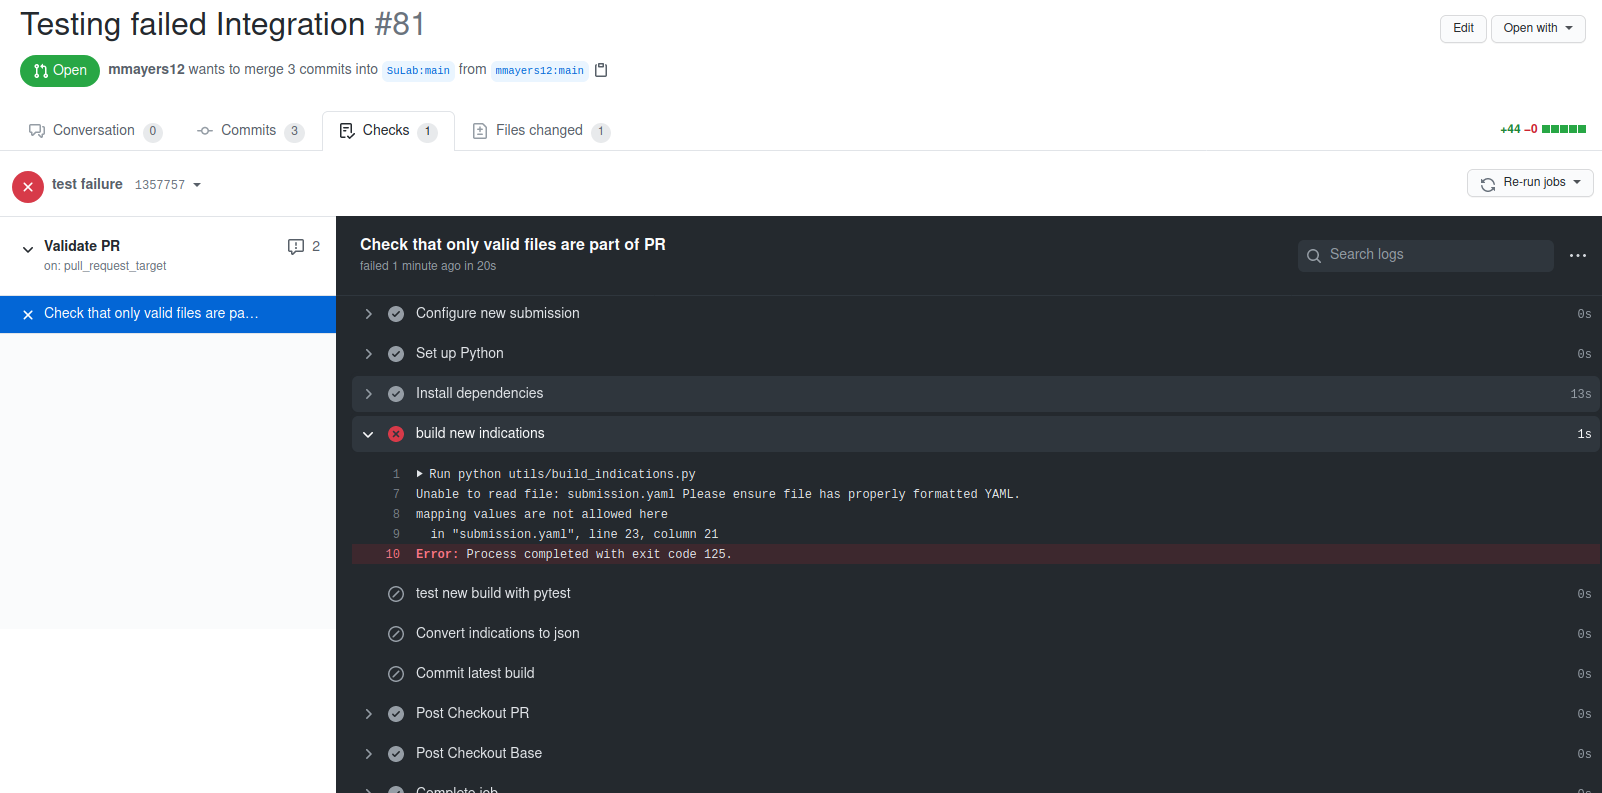 Testing failed Integration #81
Edit
Open with
Open
mmayers12 wants to merge 3 commits into SuLab:main from mmayers12:main
Conversation 0
Commits 3
Checks 1
Files changed 1
+44 −0
test failure 1357757
Re-run jobs
Validate PR
2
on: pull_request_target
Check that only valid files are pa…
Check that only valid files are part of PR
failed 1 minute ago in 20s
Search logs
Configure new submission 0s
Set up Python 0s
Install dependencies 13s
build new indications 1s
1 Run python utils/build_indications.py
7 Unable to read file: submission.yaml Please ensure file has properly formatted YAML.
8 mapping values are not allowed here
9 in "submission.yaml", line 23, column 21
10 Error: Process completed with exit code 125.
test new build with pytest 0s
Convert indications to json 0s
Commit latest build 0s
Post Checkout PR 0s
Post Checkout Base 0s
Complete job 0s